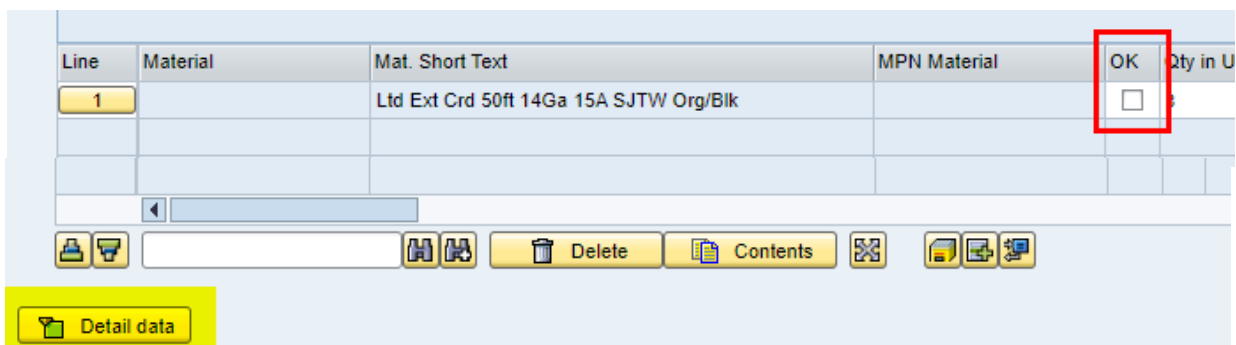 Line Material Mat. Short Text MPN Material OK Qty in U
1 Ltd Ext Crd 50ft 14Ga 15A SJTW Org/Blk
Delete Contents
Detail data